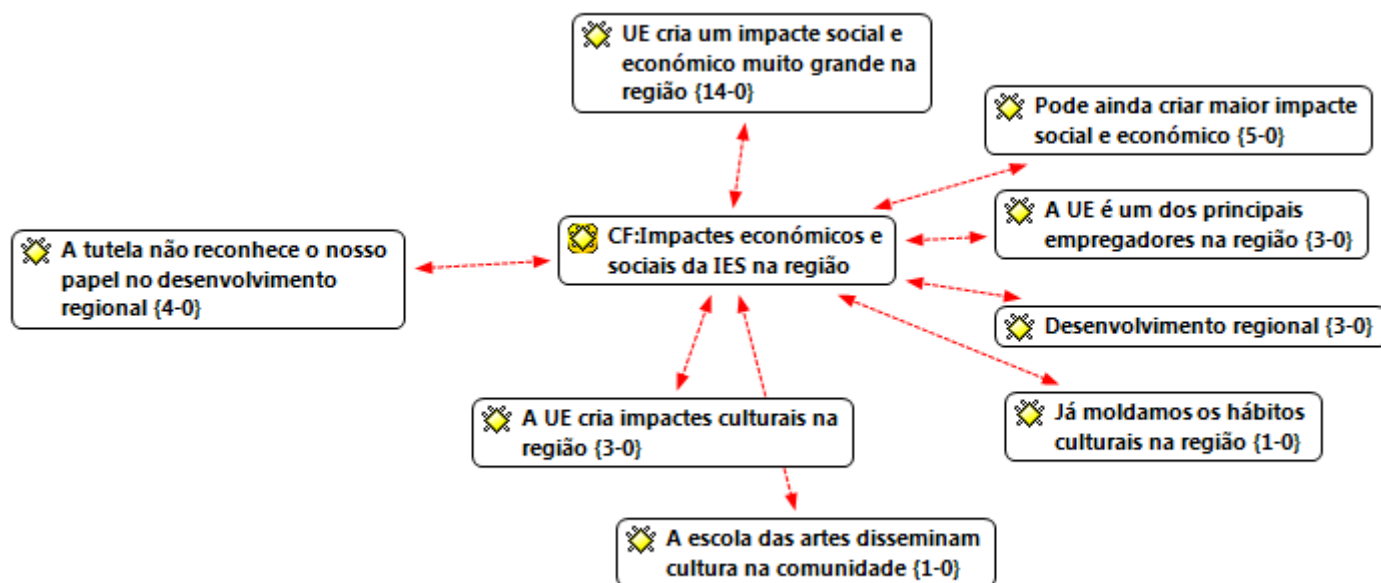 UE cria um impacte social e
económico muito grande na
região {14-0}
Pode ainda criar maior impacte
social e económico {5-0}
A UE é um dos principais
empregadores na região {3-0}
CF:Impactes económicos e
sociais da IES na região
A tutela não reconhece o nosso
papel no desenvolvimento
regional {4-0}
Desenvolvimento regional {3-0}
A UE cria impactes culturais na
região {3-0}
Já moldamos os hábitos
culturais na região {1-0}
A escola das artes disseminam
cultura na comunidade {1-0}